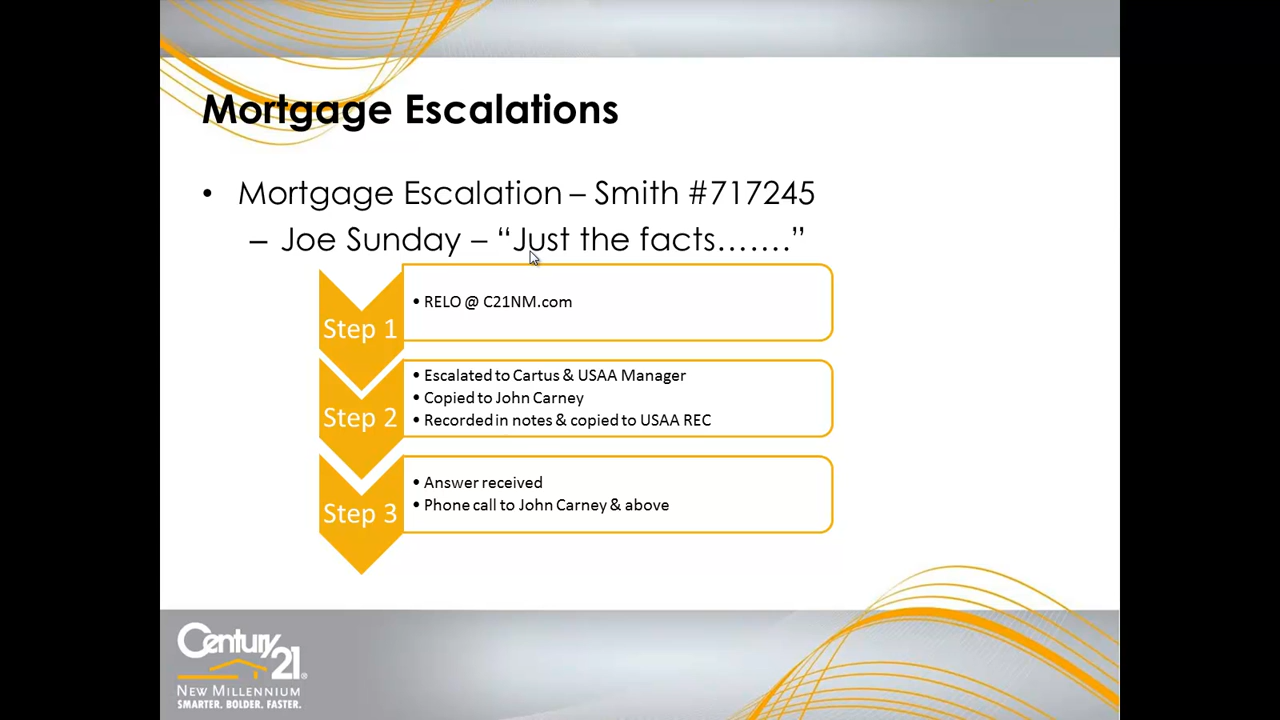 Mortgage Escalations
• Mortgage Escalation – Smith #717245
– Joe Sunday – “Just the facts.......”
Step 1
• RELO @ C21NM.com
Step 2
• Escalated to Cartus & USAA Manager
• Copied to John Carney
• Recorded in notes & copied to USAA REC
Step 3
• Answer received
• Phone call to John Carney & above
Century 21®
NEW MILLENNIUM
SMARTER. BOLDER. FASTER.